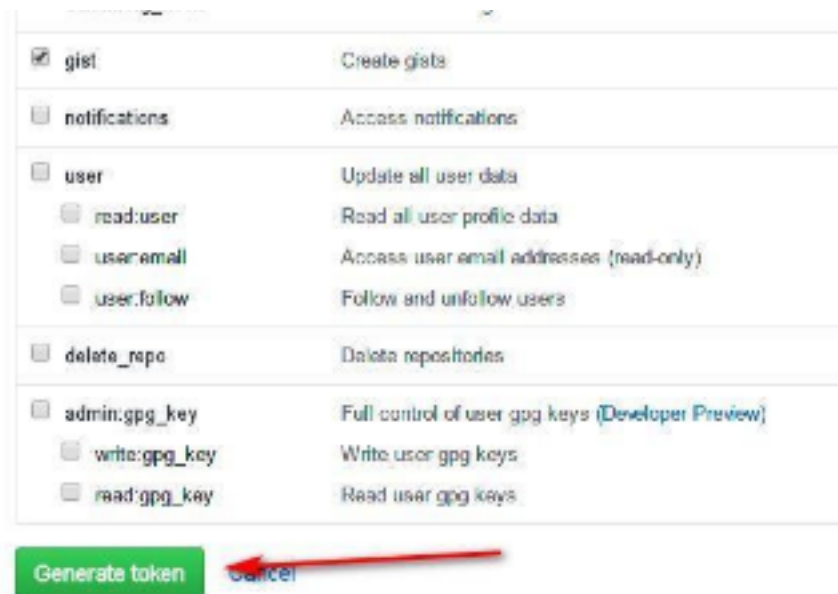 gist Create gists
notifications Access notifications
user Update all user data
read:user Read all user profile data
user:email Access user email addresses (read-only)
user:follow Follow and unfollow users
delete_repo Delete repositories
admin:gpg_key Full control of user gpg keys (Developer Preview)
write:gpg_key Write user gpg keys
read:gpg_key Read user gpg keys
Generate token Cancel